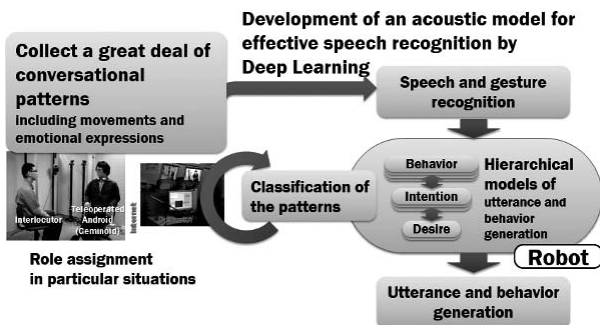 Development of an acoustic model for
effective speech recognition by
Deep Learning
Collect a great deal of
conversational
patterns
including movements and
emotional expressions
Speech and gesture
recognition
Interlocutor
Teleoperated
Android
(Geminoid)
Internet
Classification of
the patterns
Behavior
Intention
Desire
Hierarchical
models of
utterance and
behavior
generation
Robot
Role assignment
in particular situations
Utterance and behavior
generation